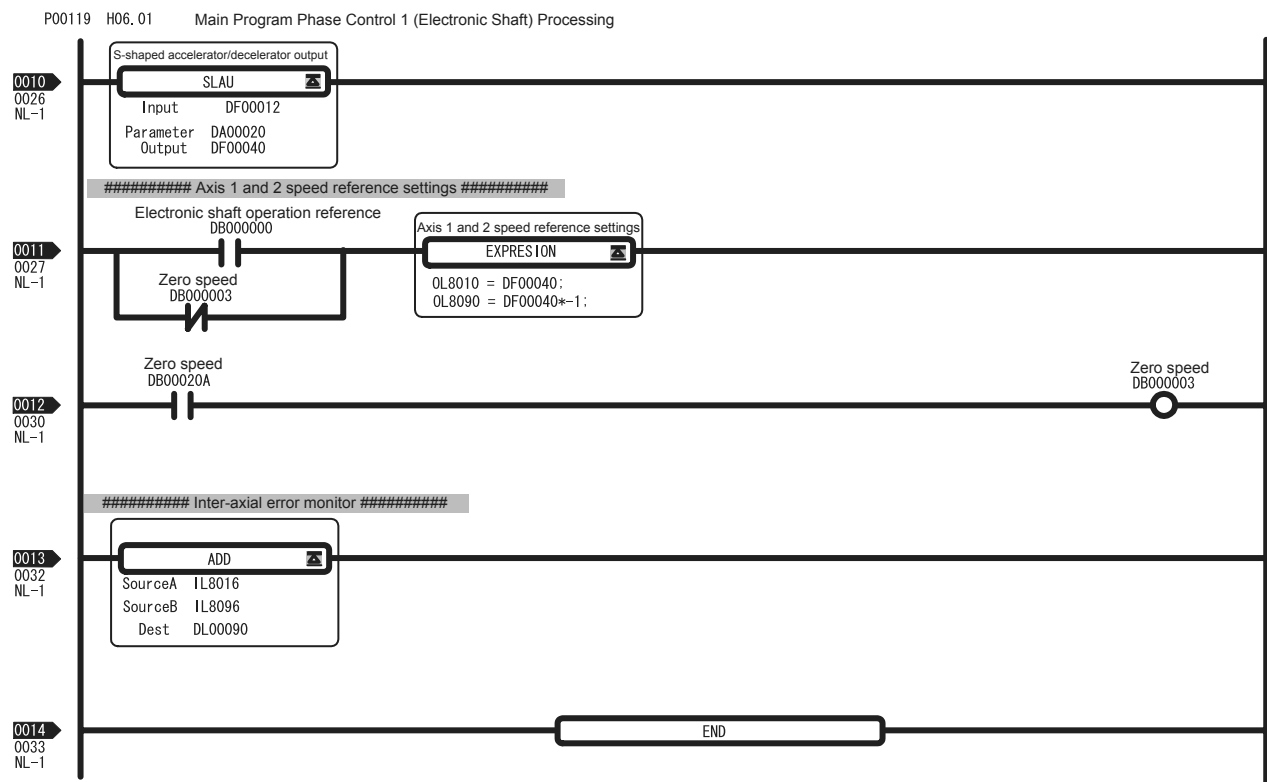 P00119 H06.01 Main Program Phase Control 1 (Electronic Shaft) Processing
S-shaped accelerator/decelerator output
0010
SLAU
0026
NL-1
Input DF00012
Parameter DA00020
Output DF00040
########## Axis 1 and 2 speed reference settings ##########
Electronic shaft operation reference
DB000000
Axis 1 and 2 speed reference settings
0011
EXPRESION
0027
NL-1
Zero speed
DB000003
OL8010 = DF00040;
OL8090 = DF00040*-1;
Zero speed
DB00020A
Zero speed
DB000003
0012
0030
NL-1
########## Inter-axial error monitor ##########
0013
ADD
0032
NL-1
SourceA IL8016
SourceB IL8096
Dest DL00090
0014
END
0033
NL-1